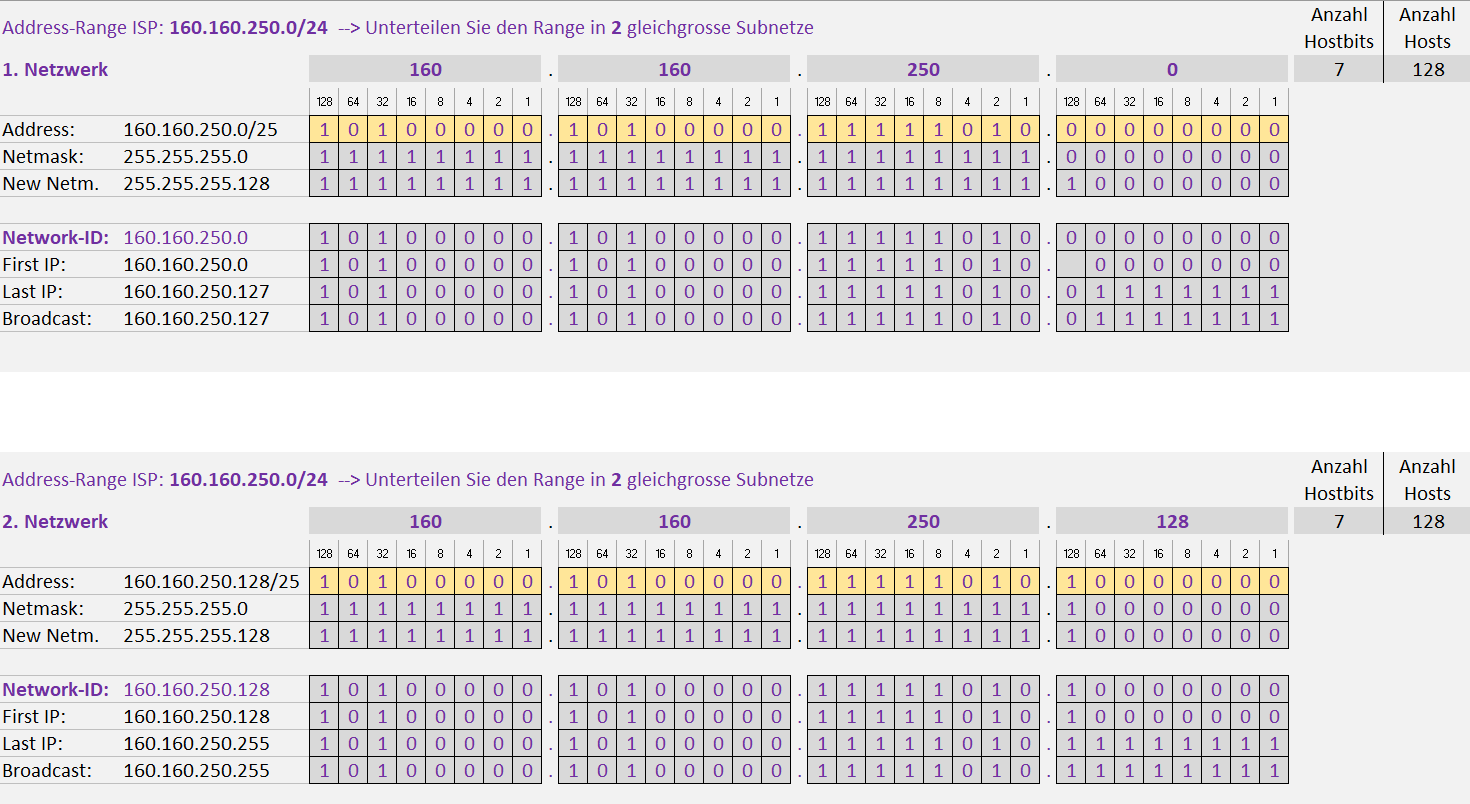 Anzahl Anzahl
Address-Range ISP: 160.160.250.0/24 --> Unterteilen Sie den Range in 2 gleichgrosse Subnetze Hostbits Hosts
1. Netzwerk 160 . 160 . 250 . 0 7 128
128 64 32 16 8 4 2 1 128 64 32 16 8 4 2 1 128 64 32 16 8 4 2 1 128 64 32 16 8 4 2 1
Address: 160.160.250.0/25 1 0 1 0 0 0 0 0 . 1 0 1 0 0 0 0 0 . 1 1 1 1 1 0 1 0 . 0 0 0 0 0 0 0 0
Netmask: 255.255.255.0 1 1 1 1 1 1 1 1 . 1 1 1 1 1 1 1 1 . 1 1 1 1 1 1 1 1 . 0 0 0 0 0 0 0 0
New Netm. 255.255.255.128 1 1 1 1 1 1 1 1 . 1 1 1 1 1 1 1 1 . 1 1 1 1 1 1 1 1 . 1 0 0 0 0 0 0 0
Network-ID: 160.160.250.0 1 0 1 0 0 0 0 0 . 1 0 1 0 0 0 0 0 . 1 1 1 1 1 0 1 0 . 0 0 0 0 0 0 0 0
First IP: 160.160.250.0 1 0 1 0 0 0 0 0 . 1 0 1 0 0 0 0 0 . 1 1 1 1 1 0 1 0 . 0 0 0 0 0 0 0
Last IP: 160.160.250.127 1 0 1 0 0 0 0 0 . 1 0 1 0 0 0 0 0 . 1 1 1 1 1 0 1 0 . 0 1 1 1 1 1 1 1
Broadcast: 160.160.250.127 1 0 1 0 0 0 0 0 . 1 0 1 0 0 0 0 0 . 1 1 1 1 1 0 1 0 . 0 1 1 1 1 1 1 1
Anzahl Anzahl
Address-Range ISP: 160.160.250.0/24 --> Unterteilen Sie den Range in 2 gleichgrosse Subnetze Hostbits Hosts
2. Netzwerk 160 . 160 . 250 . 128 7 128
128 64 32 16 8 4 2 1 128 64 32 16 8 4 2 1 128 64 32 16 8 4 2 1 128 64 32 16 8 4 2 1
Address: 160.160.250.128/25 1 0 1 0 0 0 0 0 . 1 0 1 0 0 0 0 0 . 1 1 1 1 1 0 1 0 . 1 0 0 0 0 0 0 0
Netmask: 255.255.255.0 1 1 1 1 1 1 1 1 . 1 1 1 1 1 1 1 1 . 1 1 1 1 1 1 1 1 . 1 0 0 0 0 0 0 0
New Netm. 255.255.255.128 1 1 1 1 1 1 1 1 . 1 1 1 1 1 1 1 1 . 1 1 1 1 1 1 1 1 . 1 0 0 0 0 0 0 0
Network-ID: 160.160.250.128 1 0 1 0 0 0 0 0 . 1 0 1 0 0 0 0 0 . 1 1 1 1 1 0 1 0 . 1 0 0 0 0 0 0 0
First IP: 160.160.250.128 1 0 1 0 0 0 0 0 . 1 0 1 0 0 0 0 0 . 1 1 1 1 1 0 1 0 . 1 0 0 0 0 0 0 0
Last IP: 160.160.250.255 1 0 1 0 0 0 0 0 . 1 0 1 0 0 0 0 0 . 1 1 1 1 1 0 1 0 . 1 1 1 1 1 1 1 1
Broadcast: 160.160.250.255 1 0 1 0 0 0 0 0 . 1 0 1 0 0 0 0 0 . 1 1 1 1 1 0 1 0 . 1 1 1 1 1 1 1 1